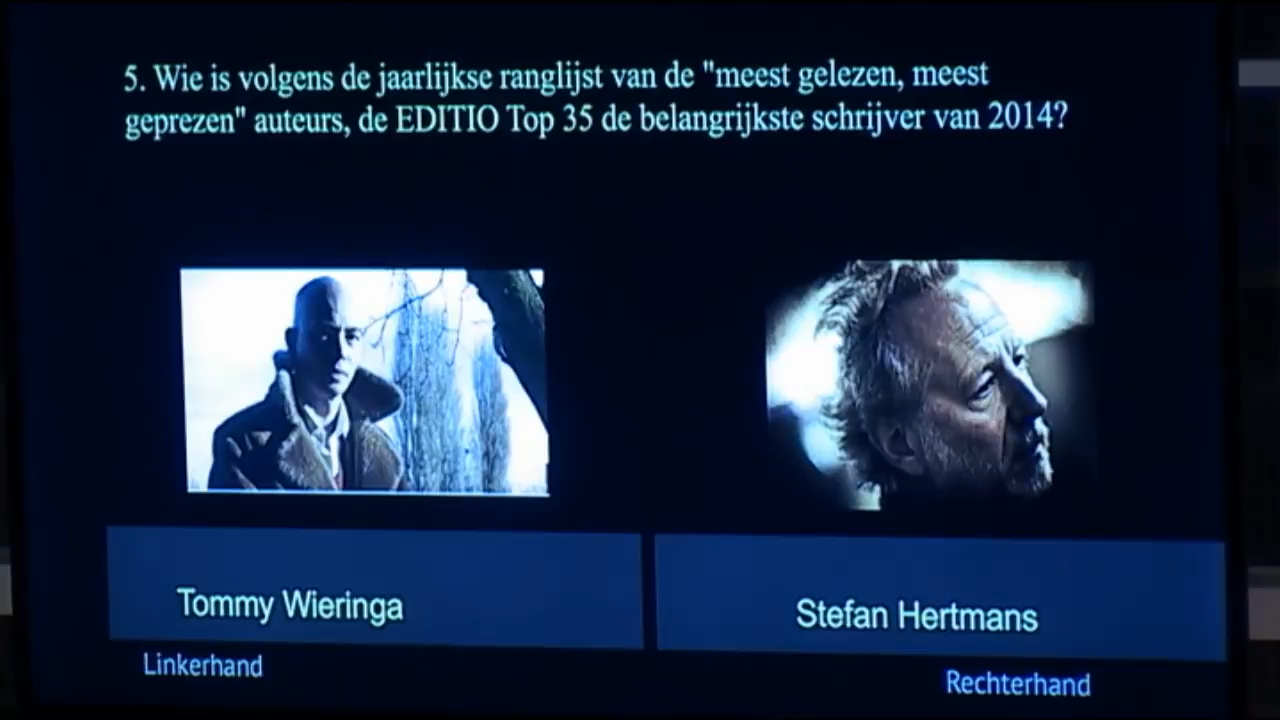 5. Wie is volgens de jaarlijkse ranglijst van de "meest gelezen, meest
geprezen" auteurs, de EDITIO Top 35 de belangrijkste schrijver van 2014?
Tommy Wieringa
Stefan Hertmans
Linkerhand
Rechterhand